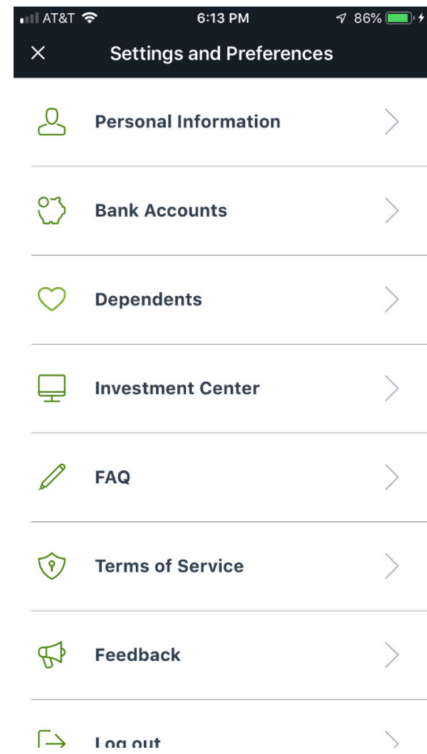 AT&T 6:13 PM 86%
Settings and Preferences
Personal Information
Bank Accounts
Dependents
Investment Center
FAQ
Terms of Service
Feedback
Log out